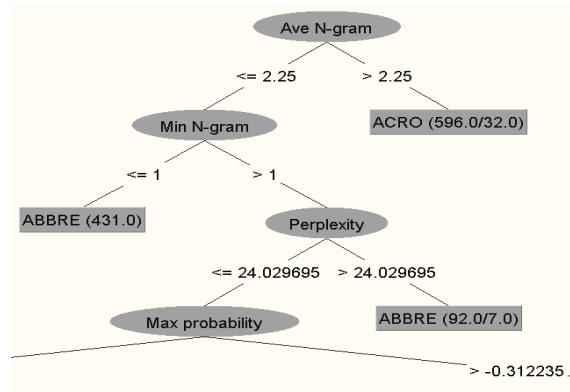 Ave N-gram
<= 2.25 > 2.25
Min N-gram
ACRO (596.0/32.0)
<= 1 > 1
ABBRE (431.0)
Perplexity
<= 24.029695 > 24.029695
Max probability
ABBRE (92.0/7.0)
> -0.312235.